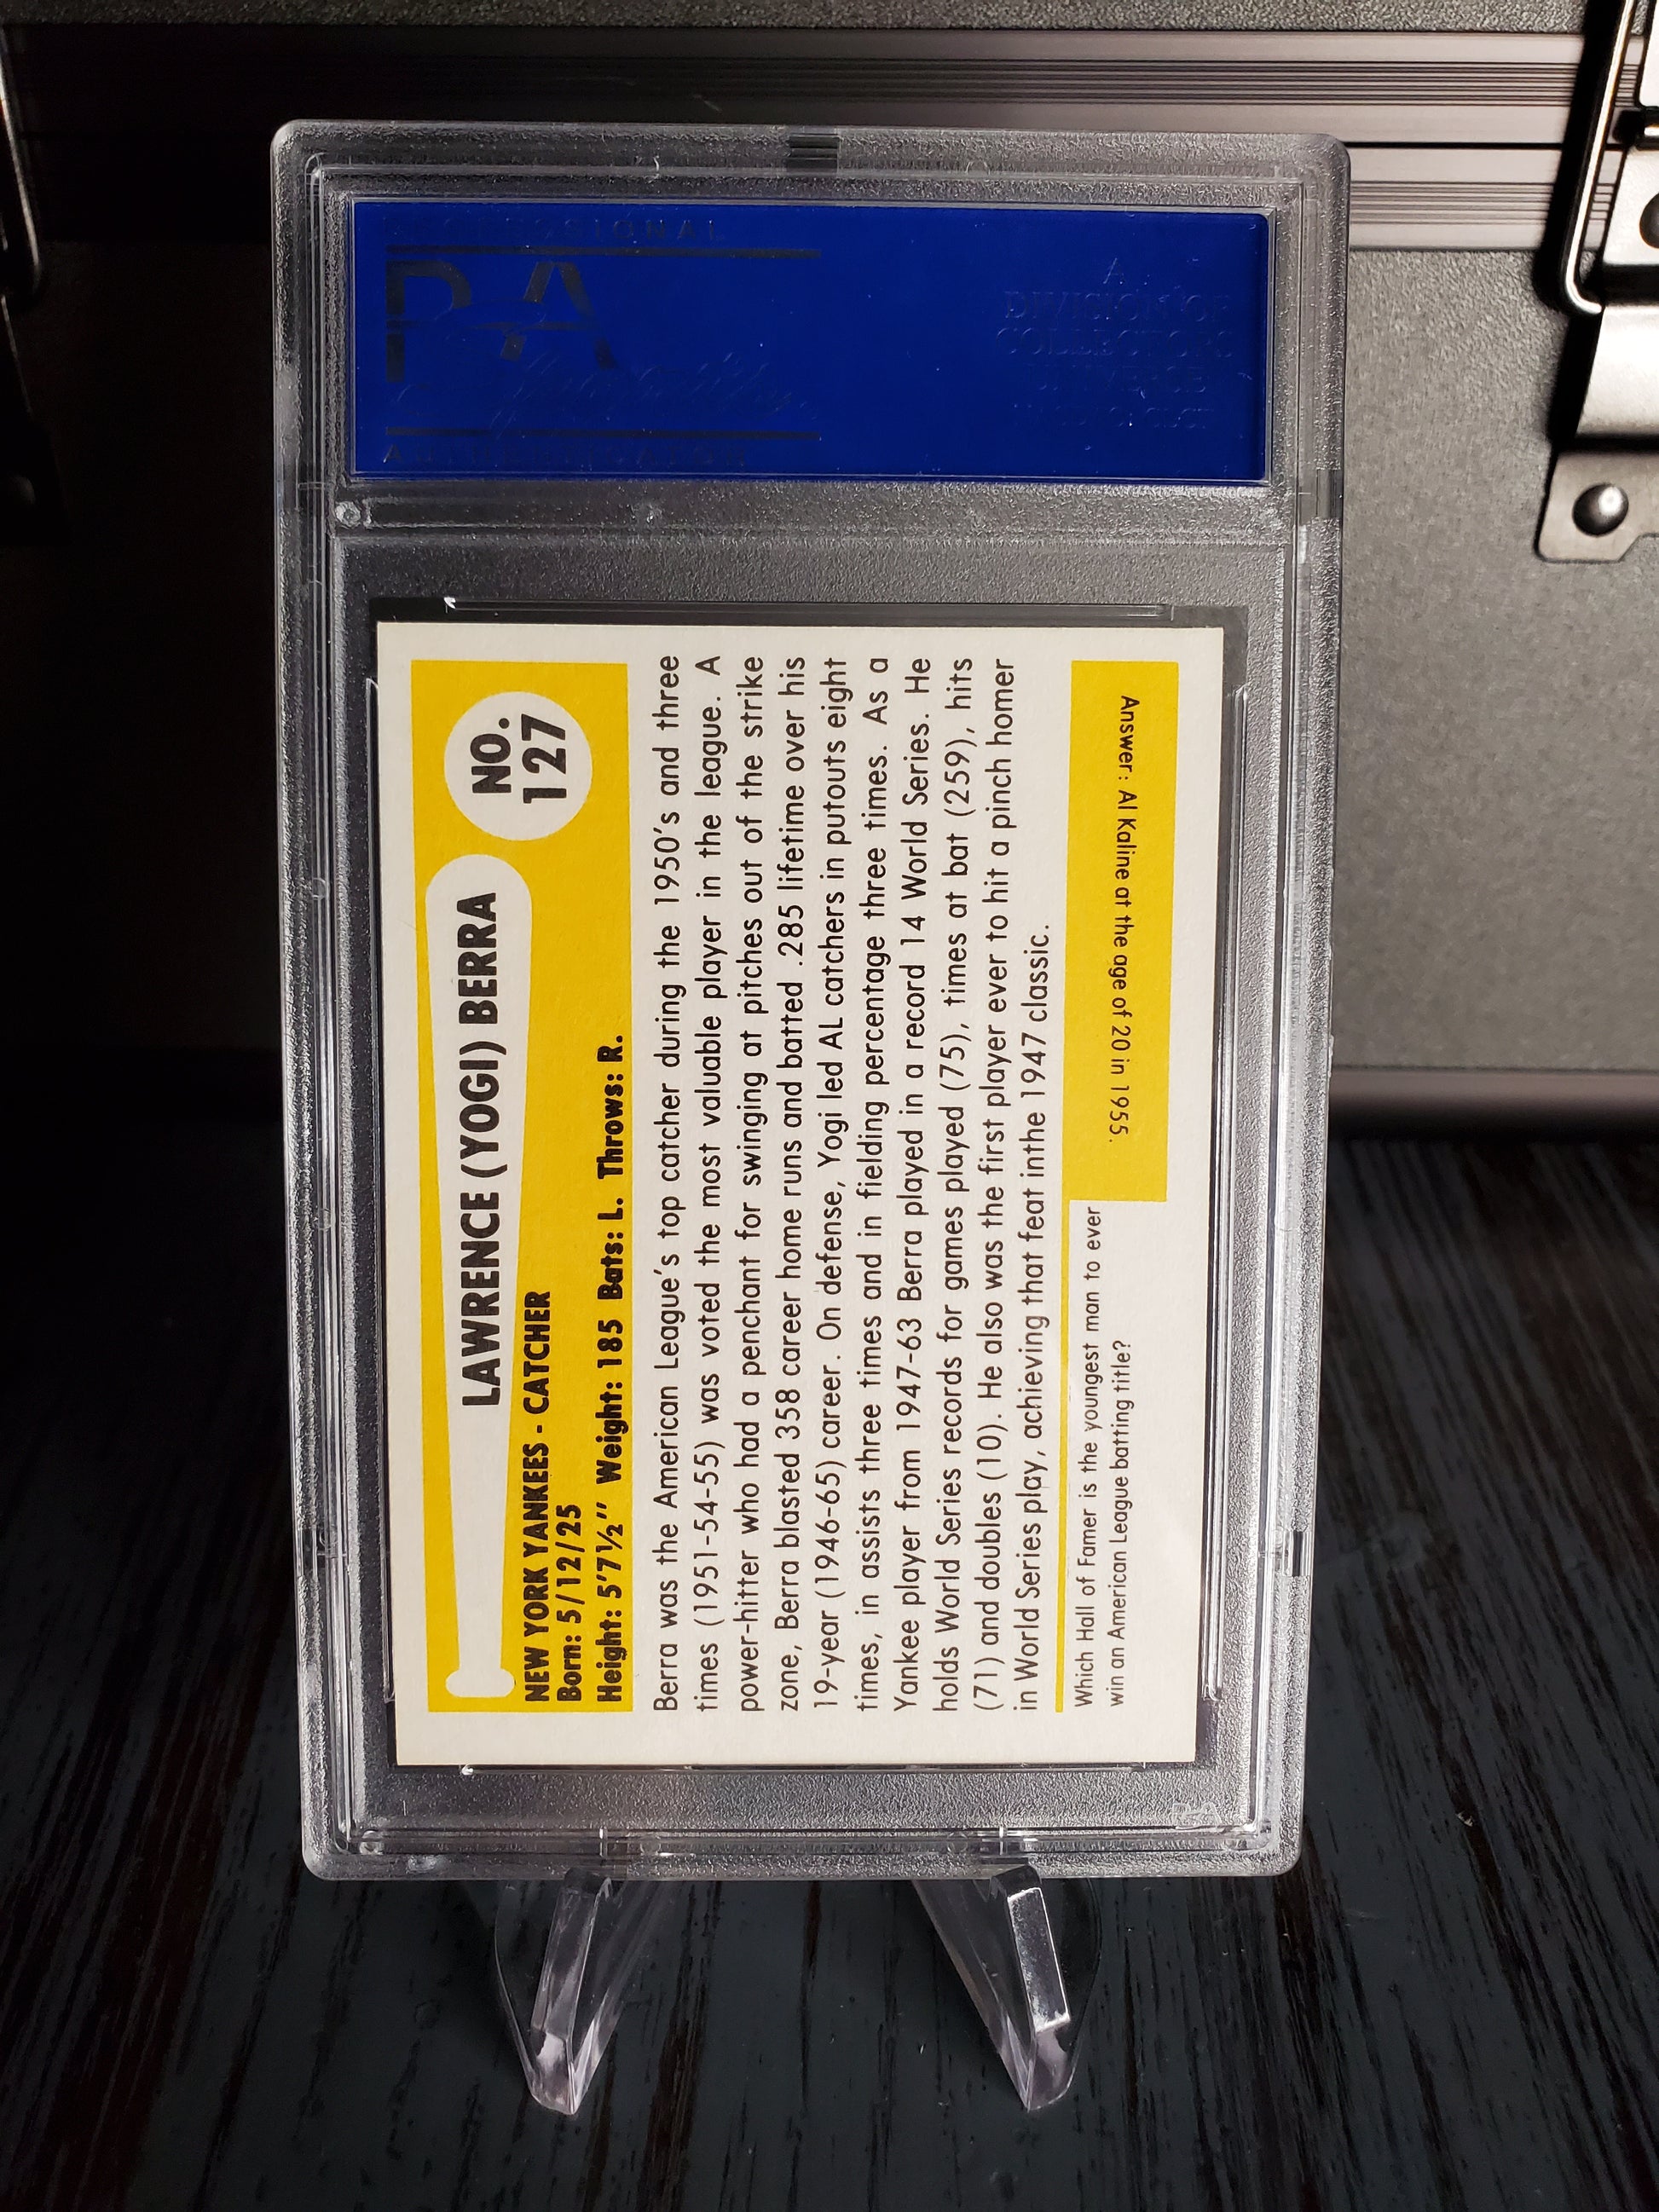 PSA
A
DIVISION OF
COLLECTORS
UNIVERSE
NO.
127
LAWRENCE (YOGI) BERRA
NEW YORK YANKEES - CATCHER
Born: 5/12/25
Height: 5'7½" Weight: 185 Bats: L. Throws: R.
Berra was the American League's top catcher during the 1950's and three
times (1951-54-55) was voted the most valuable player in the league. A
power-hitter who had a penchant for swinging at pitches out of the strike
zone, Berra blasted 358 career home runs and batted .285 lifetime over his
19-year (1946-65) career. On defense, Yogi led AL catchers in putouts eight
times, in assists three times and in fielding percentage three times. As a
Yankee player from 1947-63 Berra played in a record 14 World Series. He
holds World Series records for games played (75), times at bat (259), hits
(71) and doubles (10). He also was the first player ever to hit a pinch homer
in World Series play, achieving that feat inthe 1947 classic.
Which Hall of Famer is the youngest man to ever
win an American League batting title?
Answer: Al Kaline at the age of 20 in 1955.